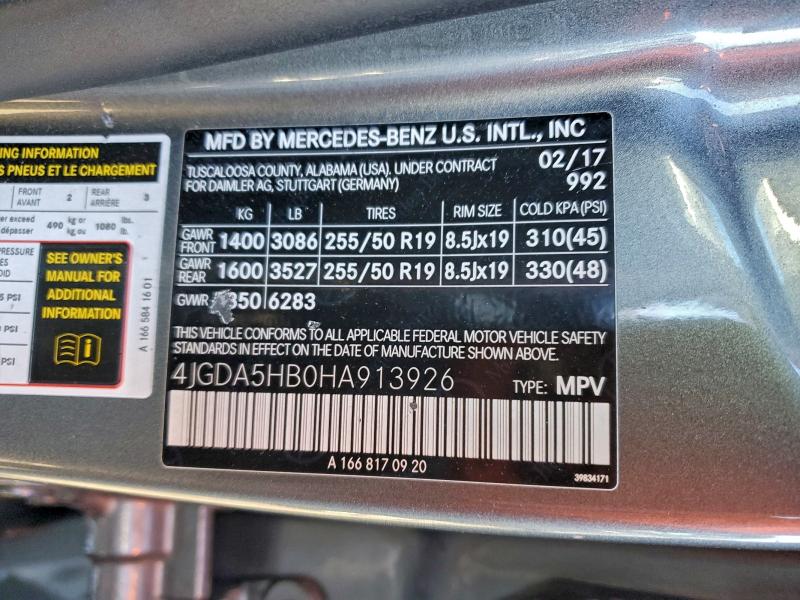 ING INFORMATION
S PNEUS ET LE CHARGEMENT
FRONT AVANT 2 REAR ARRIÈRE 3
er exceed
dépasser 490 kg or kg ou 1080 lbs. lb.
PRESSURE
ES
OID
5 PSI
PSI
PSI
SEE OWNER'S
MANUAL FOR
ADDITIONAL
INFORMATION
A 166 584 16 01
MFD BY MERCEDES-BENZ U.S. INTL., INC
TUSCALOOSA COUNTY, ALABAMA (USA). UNDER CONTRACT
FOR DAIMLER AG, STUTTGART (GERMANY)
02/17
992
KG LB TIRES RIM SIZE COLD KPA(PSI)
GAWR FRONT 1400 3086 255/50 R19 8.5Jx19 310(45)
GAWR REAR 1600 3527 255/50 R19 8.5Jx19 330(48)
GWWR 850 6283
THIS VEHICLE CONFORMS TO ALL APPLICABLE FEDERAL MOTOR VEHICLE SAFETY
STANDARDS IN EFFECT ON THE DATE OF MANUFACTURE SHOWN ABOVE.
4JGDA5HB0HA913926 TYPE: MPV
A 166 817 09 20
39834171